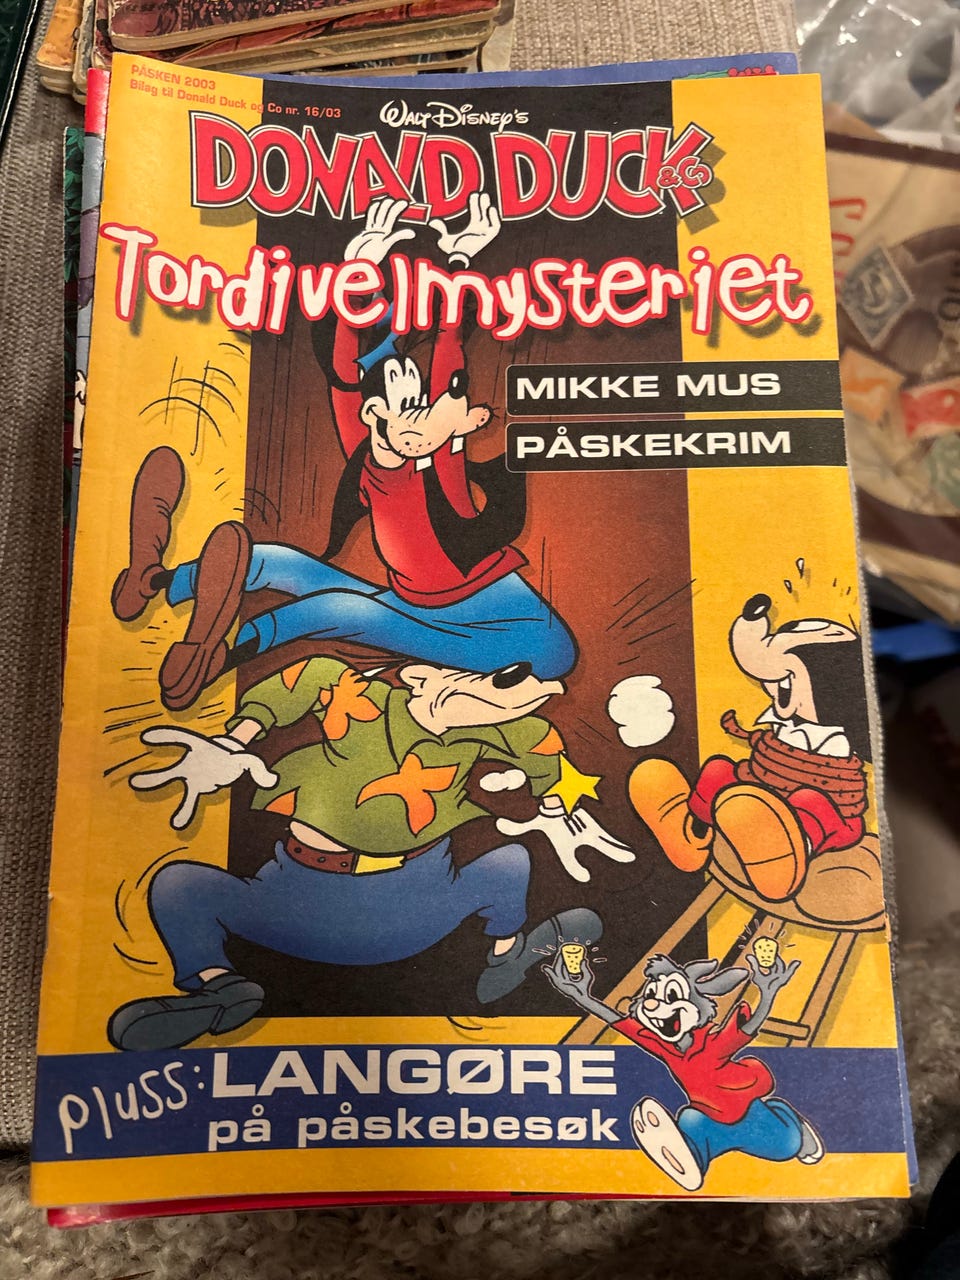 PÅSKEN 2003
Bilag til Donald Duck og Co nr. 16/03
WALT DISNEY'S
DONALD DUCK & Co
Tordivelmysteriet
MIKKE MUS
PÅSKEKRIM
pluss: LANGØRE
på påskebesøk